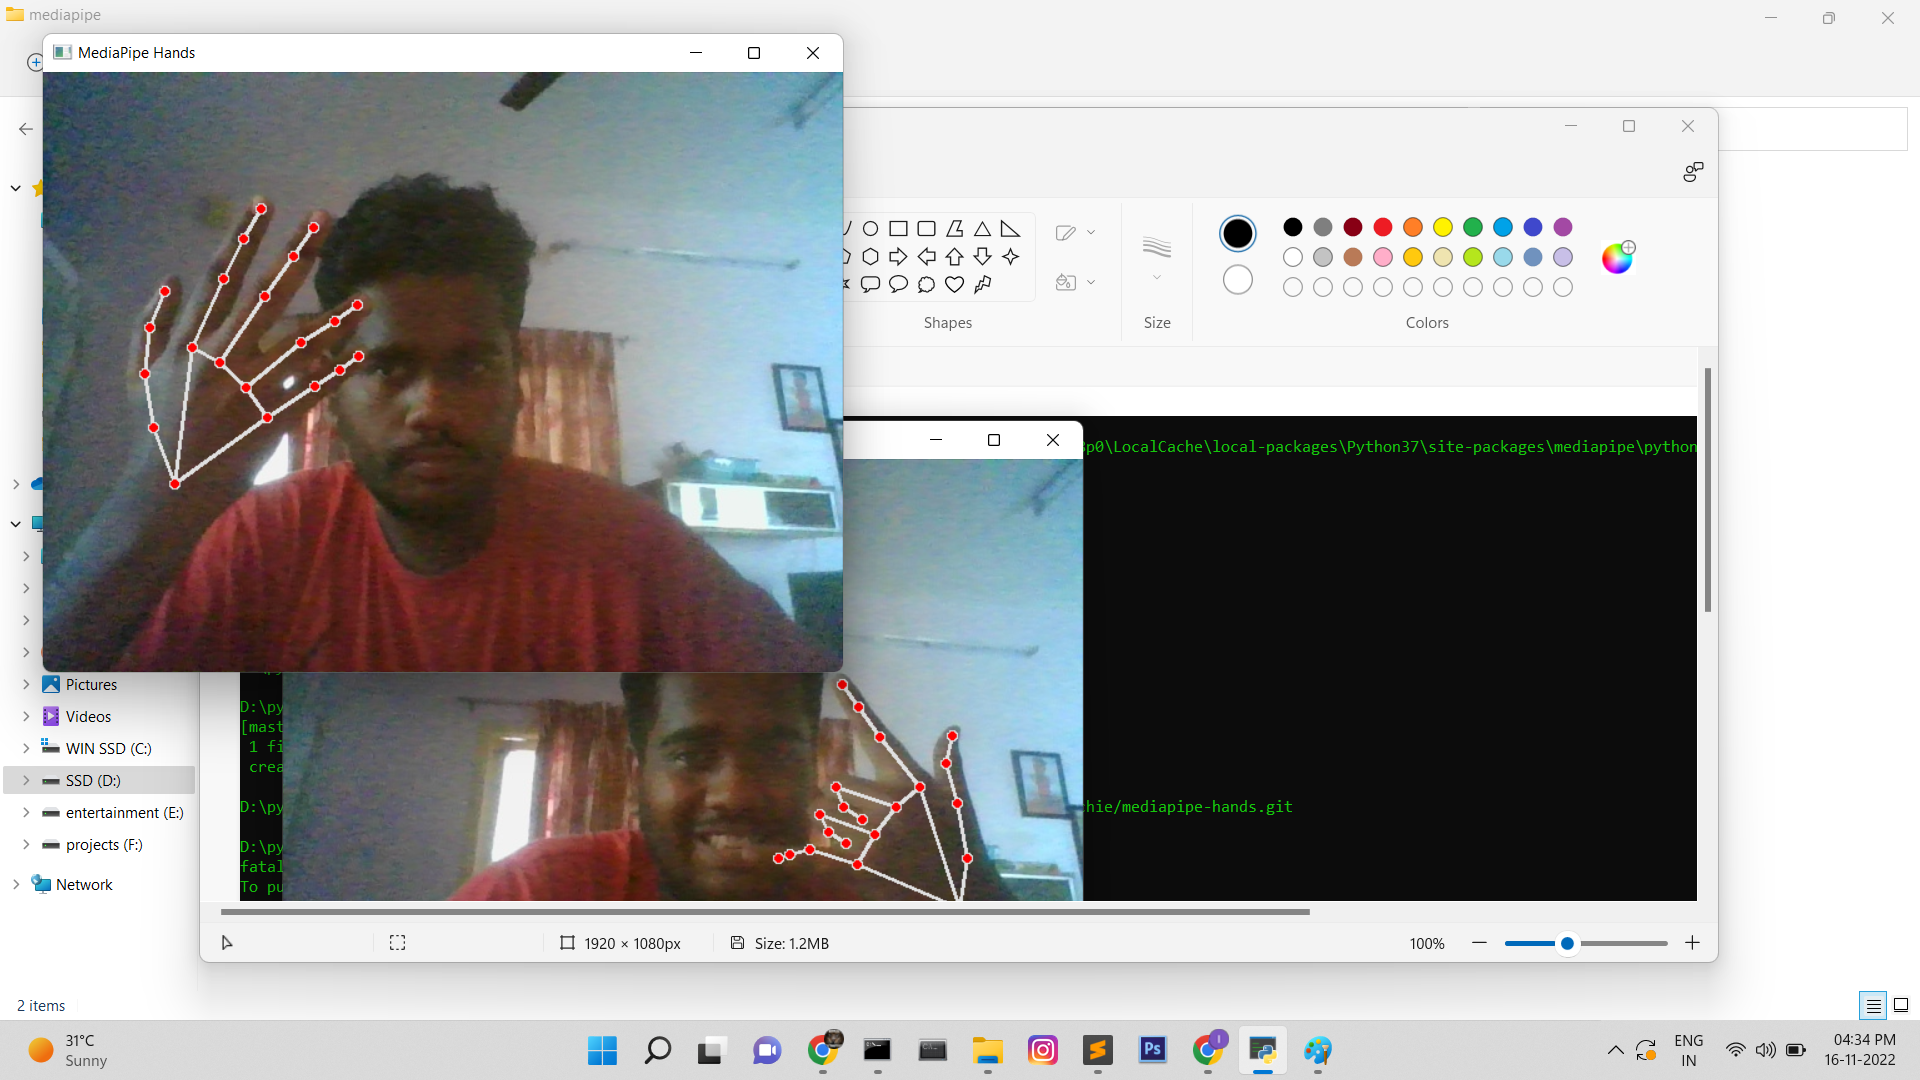 mediapipe
MediaPipe Hands
Shapes
Size
Colors
p0\LocalCache\local-packages\Python37\site-packages\mediapipe\python
D:\py
[mast
1 fi
crea
D:\py
hie/mediapipe-hands.git
D:\py
fatal
To pu
Pictures
Videos
WIN SSD (C:)
SSD (D:)
entertainment (E:)
projects (F:)
Network
1920 × 1080px
Size: 1.2MB
100%
2 items
31°C
Sunny
Ps
ENG
IN
04:34 PM
16-11-2022